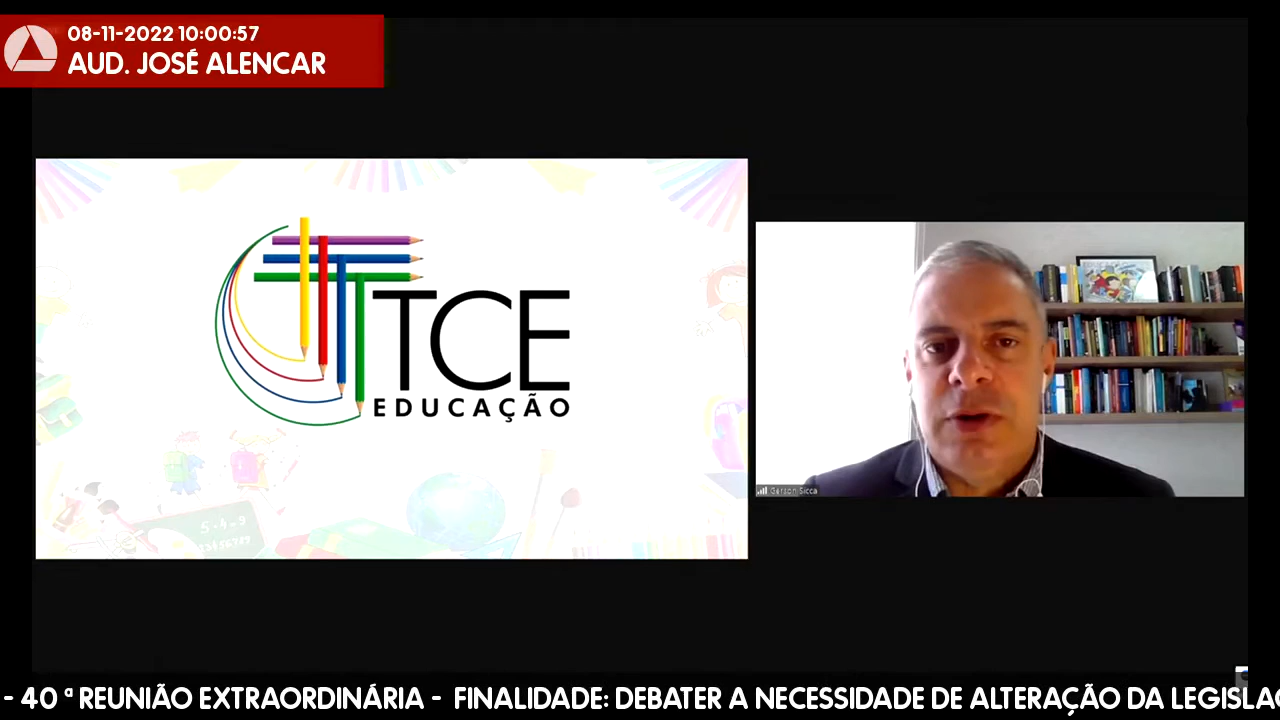 08-11-2022 10:00:57
AUD. JOSÉ ALENCAR
TCE
EDUCAÇÃO
Gerson Sicca
- 40 ª REUNIÃO EXTRAORDINÁRIA - FINALIDADE: DEBATER A NECESSIDADE DE ALTERAÇÃO DA LEGISLAÇ